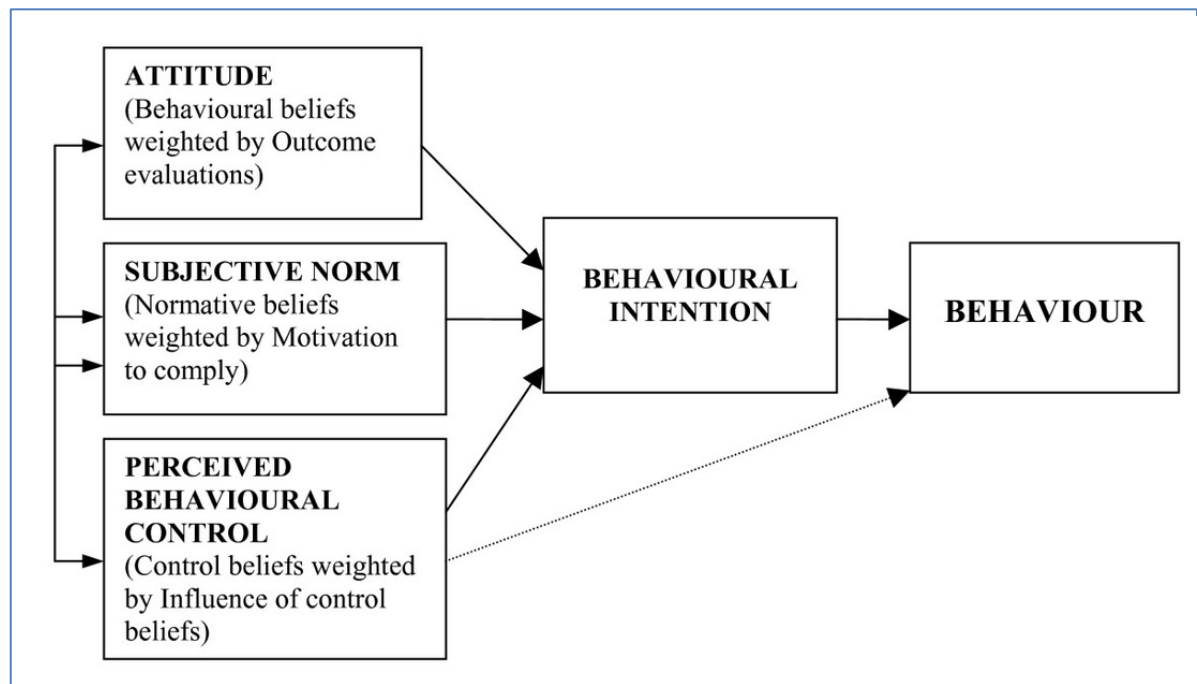 ATTITUDE
(Behavioural beliefs
weighted by Outcome
evaluations)
SUBJECTIVE NORM
(Normative beliefs
weighted by Motivation
to comply)
PERCEIVED
BEHAVIOURAL
CONTROL
(Control beliefs weighted
by Influence of control
beliefs)
BEHAVIOURAL
INTENTION
BEHAVIOUR